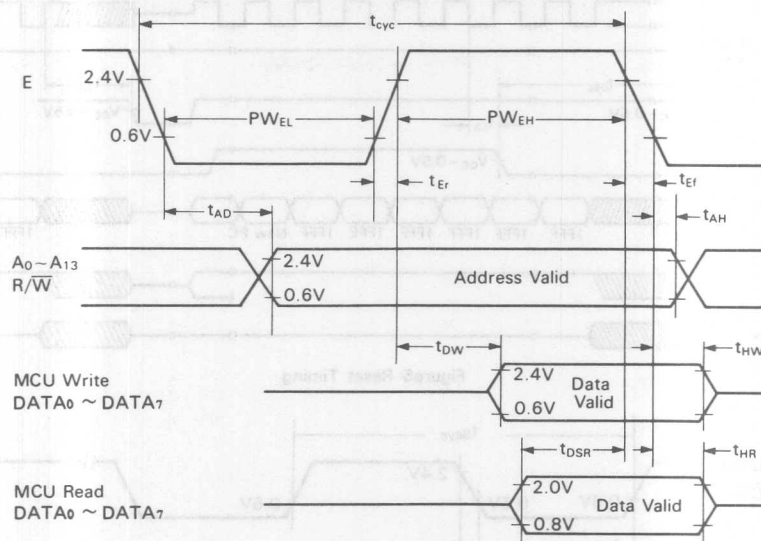 tcyc
E
2.4V
PWEL
PWEH
0.6V
tEr
tEf
tAD
tAH
A0~A13
R/W̅
2.4V
Address Valid
0.6V
tDW
tHW
MCU Write
DATA0 ~ DATA7
2.4V
Data
Valid
0.6V
tDSR
tHR
MCU Read
DATA0 ~ DATA7
2.0V
Data Valid
0.8V